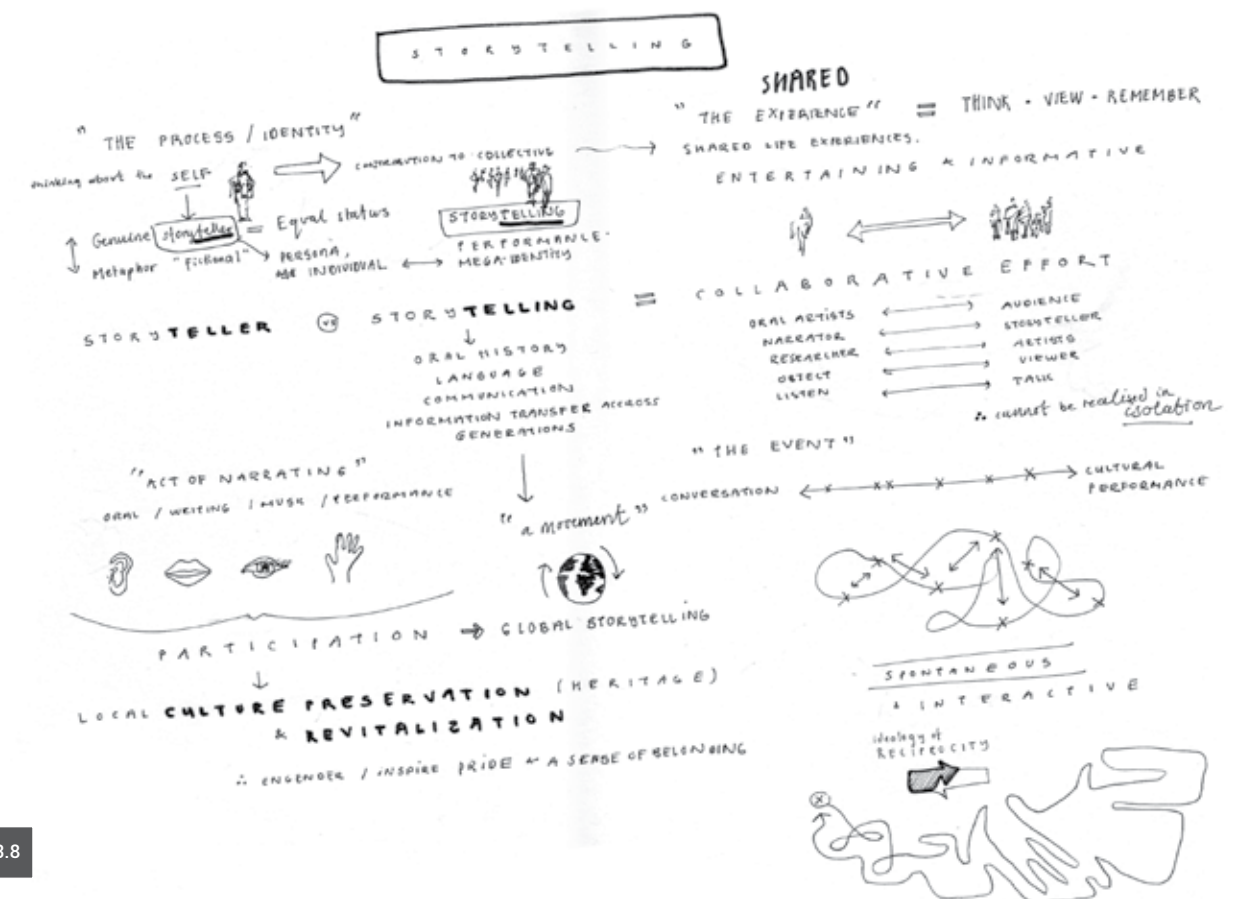 STORYTELLING
"THE PROCESS / IDENTITY"
thinking about the SELF
CONTRIBUTION TO COLLECTIVE
Genuine storyteller = Equal status
Metaphor "Fictional"
PERSONA,
INDIVIDUAL
STORYTELLING
PERFORMANCE.
MEGA-IDENTITY
SHARED
"THE EXPERIENCE" = THINK - VIEW - REMEMBER
SHARED LIFE EXPERIENCES.
ENTERTAINING & INFORMATIVE
STORYTELLER VS STORYTELLING = COLLABORATIVE EFFORT
ORAL HISTORY
LANGUAGE
COMMUNICATION
INFORMATION TRANSFER ACCROSS
GENERATIONS
"a movement"
GLOBAL STORYTELLING
ORAL ARTISTS AUDIENCE
NARRATOR STORYTELLER
RESEARCHER ARTISTS
OBJECT VIEWER
LISTEN TALK
∴ cannot be realised in
isolation
"ACT OF NARRATING"
ORAL / WRITING / MUSIC / PERFORMANCE
PARTICIPATION
LOCAL CULTURE PRESERVATION (HERITAGE)
& REVITALIZATION
∴ ENGENDER / INSPIRE PRIDE & A SENSE OF BELONGING
"THE EVENT"
CONVERSATION
CULTURAL
PERFORMANCE
SPONTANEOUS
& INTERACTIVE
ideology of
RECIPROCITY
3.8